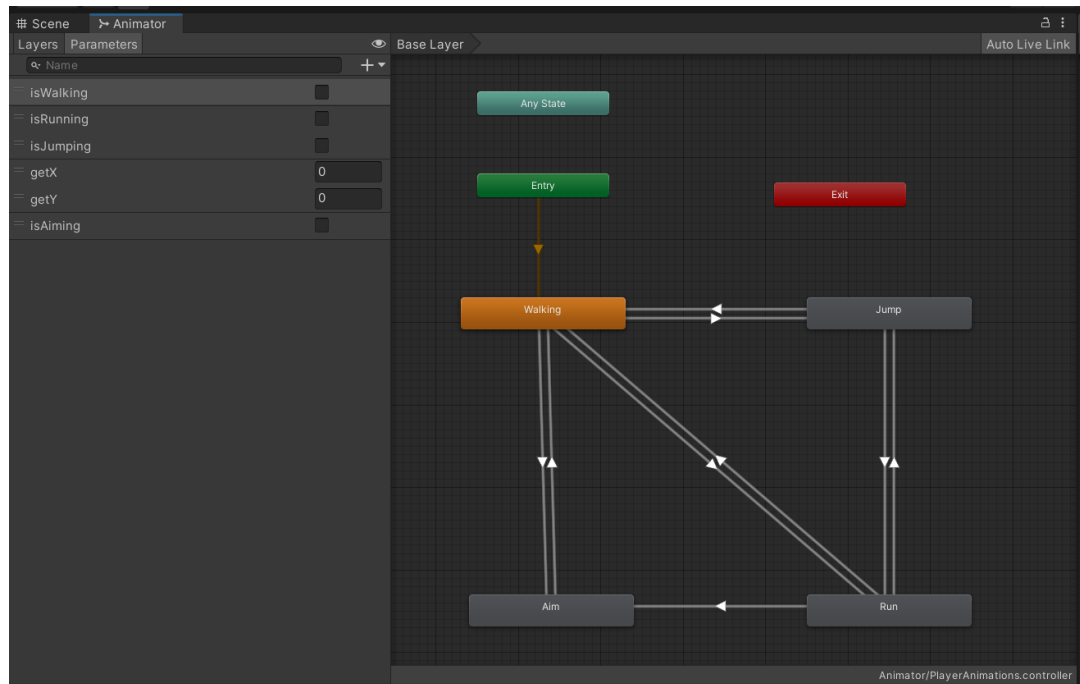 Scene Animator
Layers Parameters
Name
isWalking
isRunning
isJumping
getX 0
getY 0
isAiming
Base Layer
Auto Live Link
Any State
Entry
Exit
Walking
Jump
Aim
Run
Animator/PlayerAnimations.controller